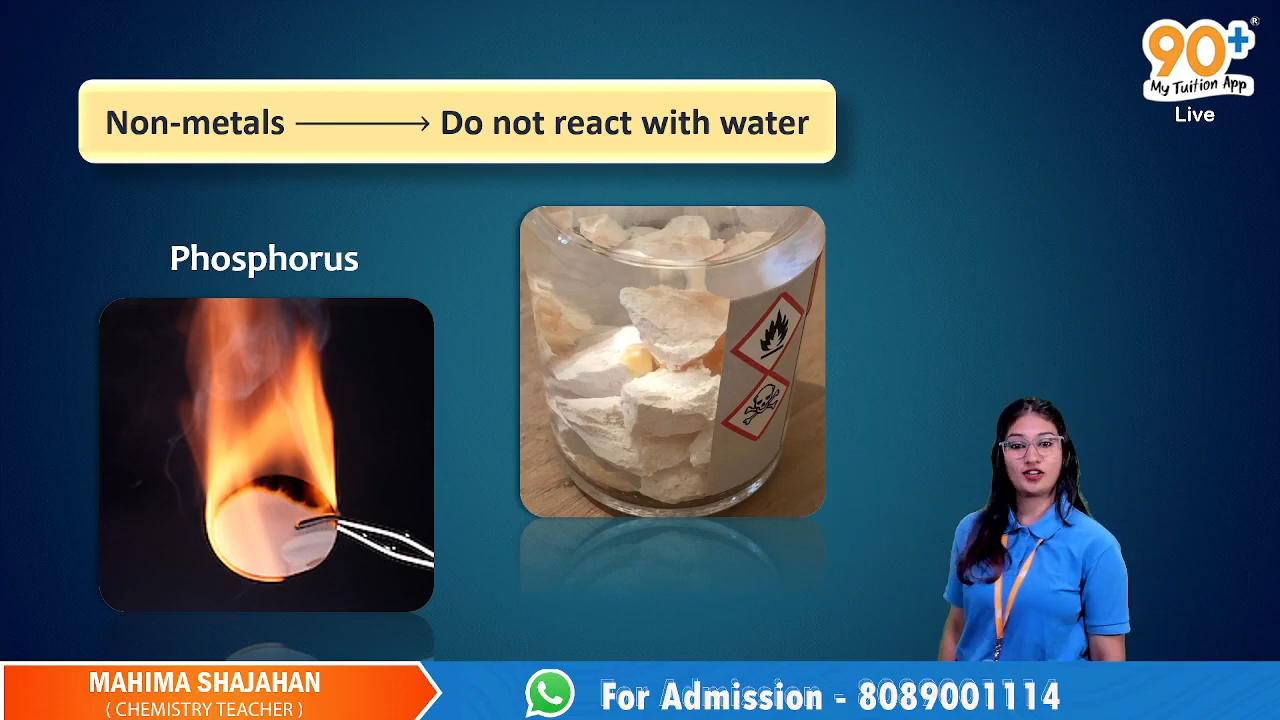 90+
®
My Tuition App
Live
Non-metals ⟶ Do not react with water
Phosphorus
MAHIMA SHAJAHAN
( CHEMISTRY TEACHER )
For Admission - 8089001114